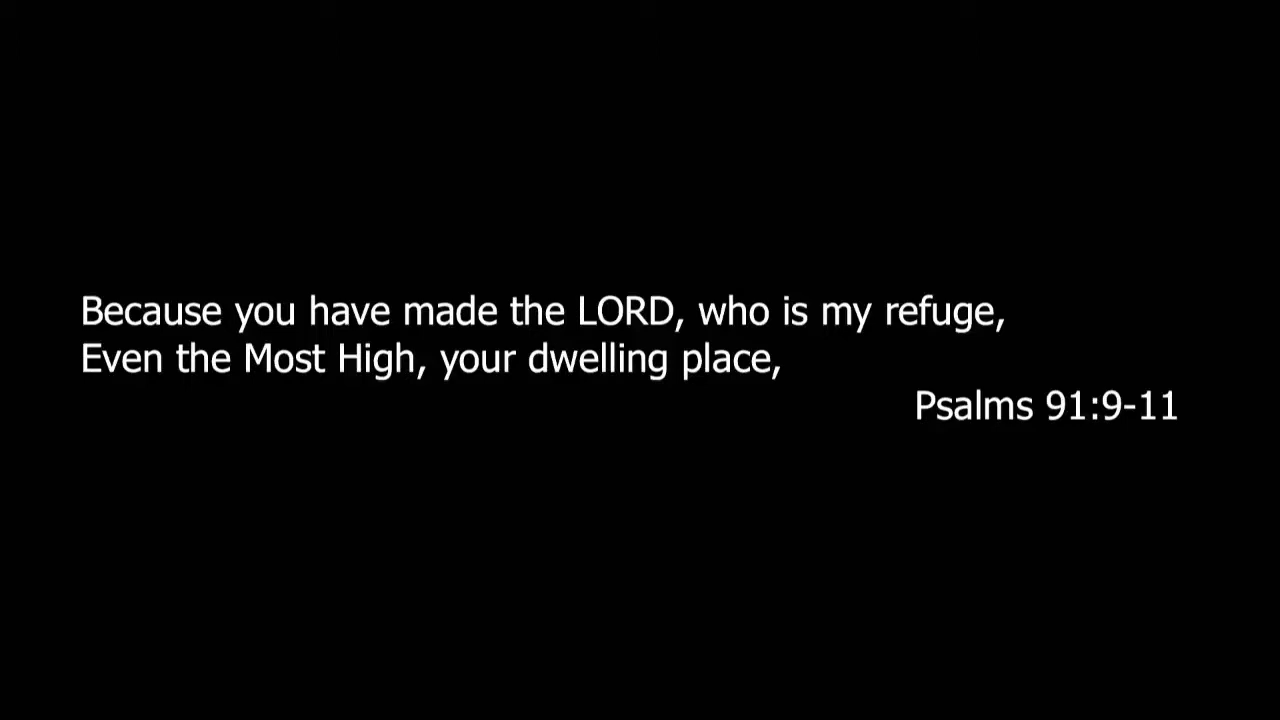 Because you have made the LORD, who is my refuge,
Even the Most High, your dwelling place,
Psalms 91:9-11